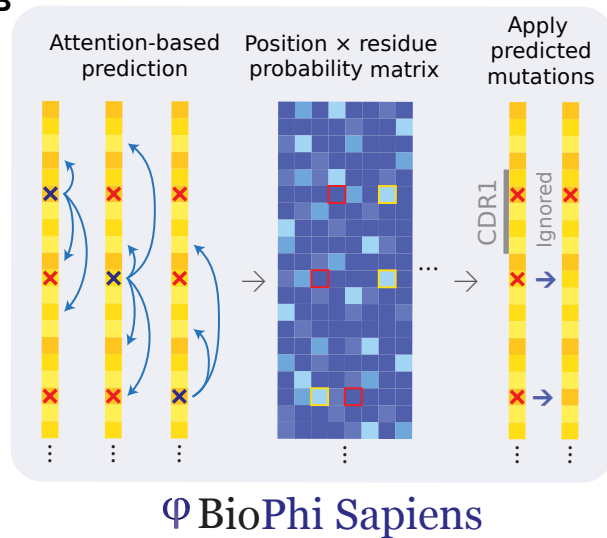 B
Attention-based
prediction
Position × residue
probability matrix
Apply
predicted
mutations
CDR1
Ignored
...
φ BioPhi Sapiens